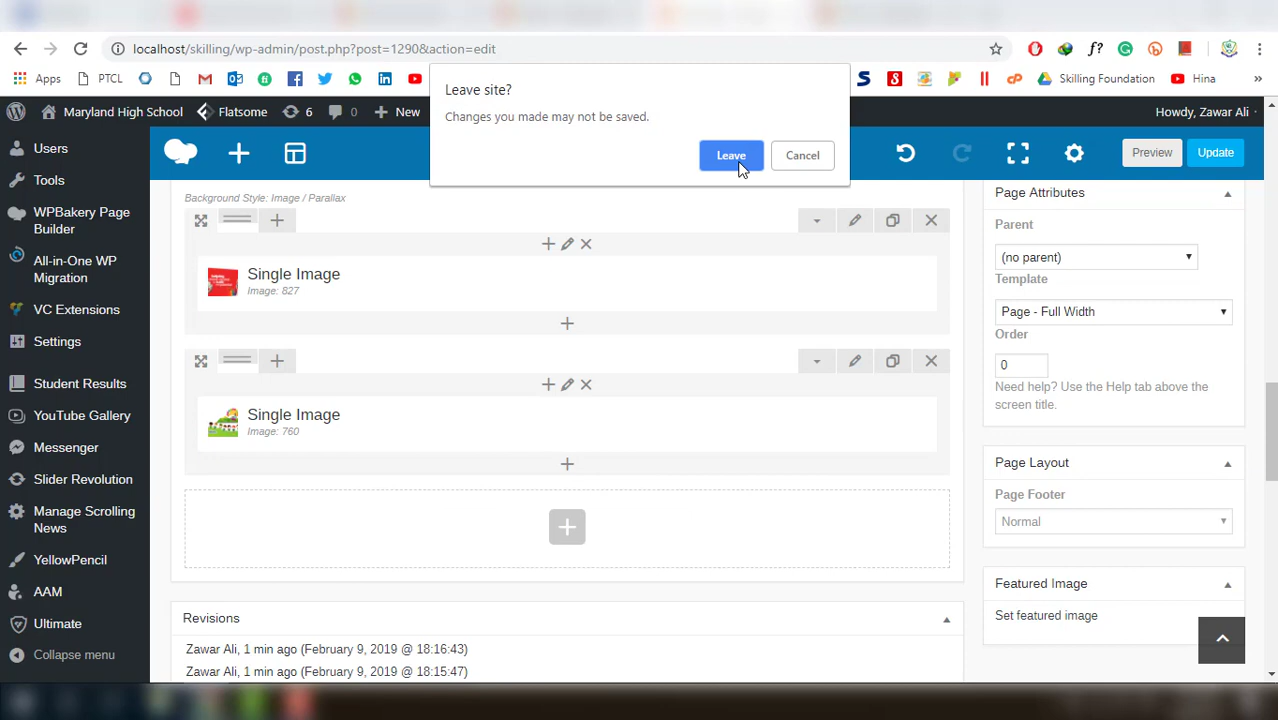 localhost/skilling/wp-admin/post.php?post=1290&action=edit
Apps
PTCL
Skilling Foundation
Hina
Leave site?
Changes you made may not be saved.
Leave
Cancel
Maryland High School
Flatsome
6
0
New
Howdy, Zawar Ali
Users
Tools
WPBakery Page
Builder
All-in-One WP
Migration
VC Extensions
Settings
Student Results
YouTube Gallery
Messenger
Slider Revolution
Manage Scrolling
News
YellowPencil
AAM
Ultimate
Collapse menu
Preview
Update
Background Style: Image / Parallax
Single Image
Image: 827
Single Image
Image: 760
Revisions
Zawar Ali, 1 min ago (February 9, 2019 @ 18:16:43)
Zawar Ali, 1 min ago (February 9, 2019 @ 18:15:47)
Page Attributes
Parent
(no parent)
Template
Page - Full Width
Order
0
Need help? Use the Help tab above the
screen title.
Page Layout
Page Footer
Normal
Featured Image
Set featured image